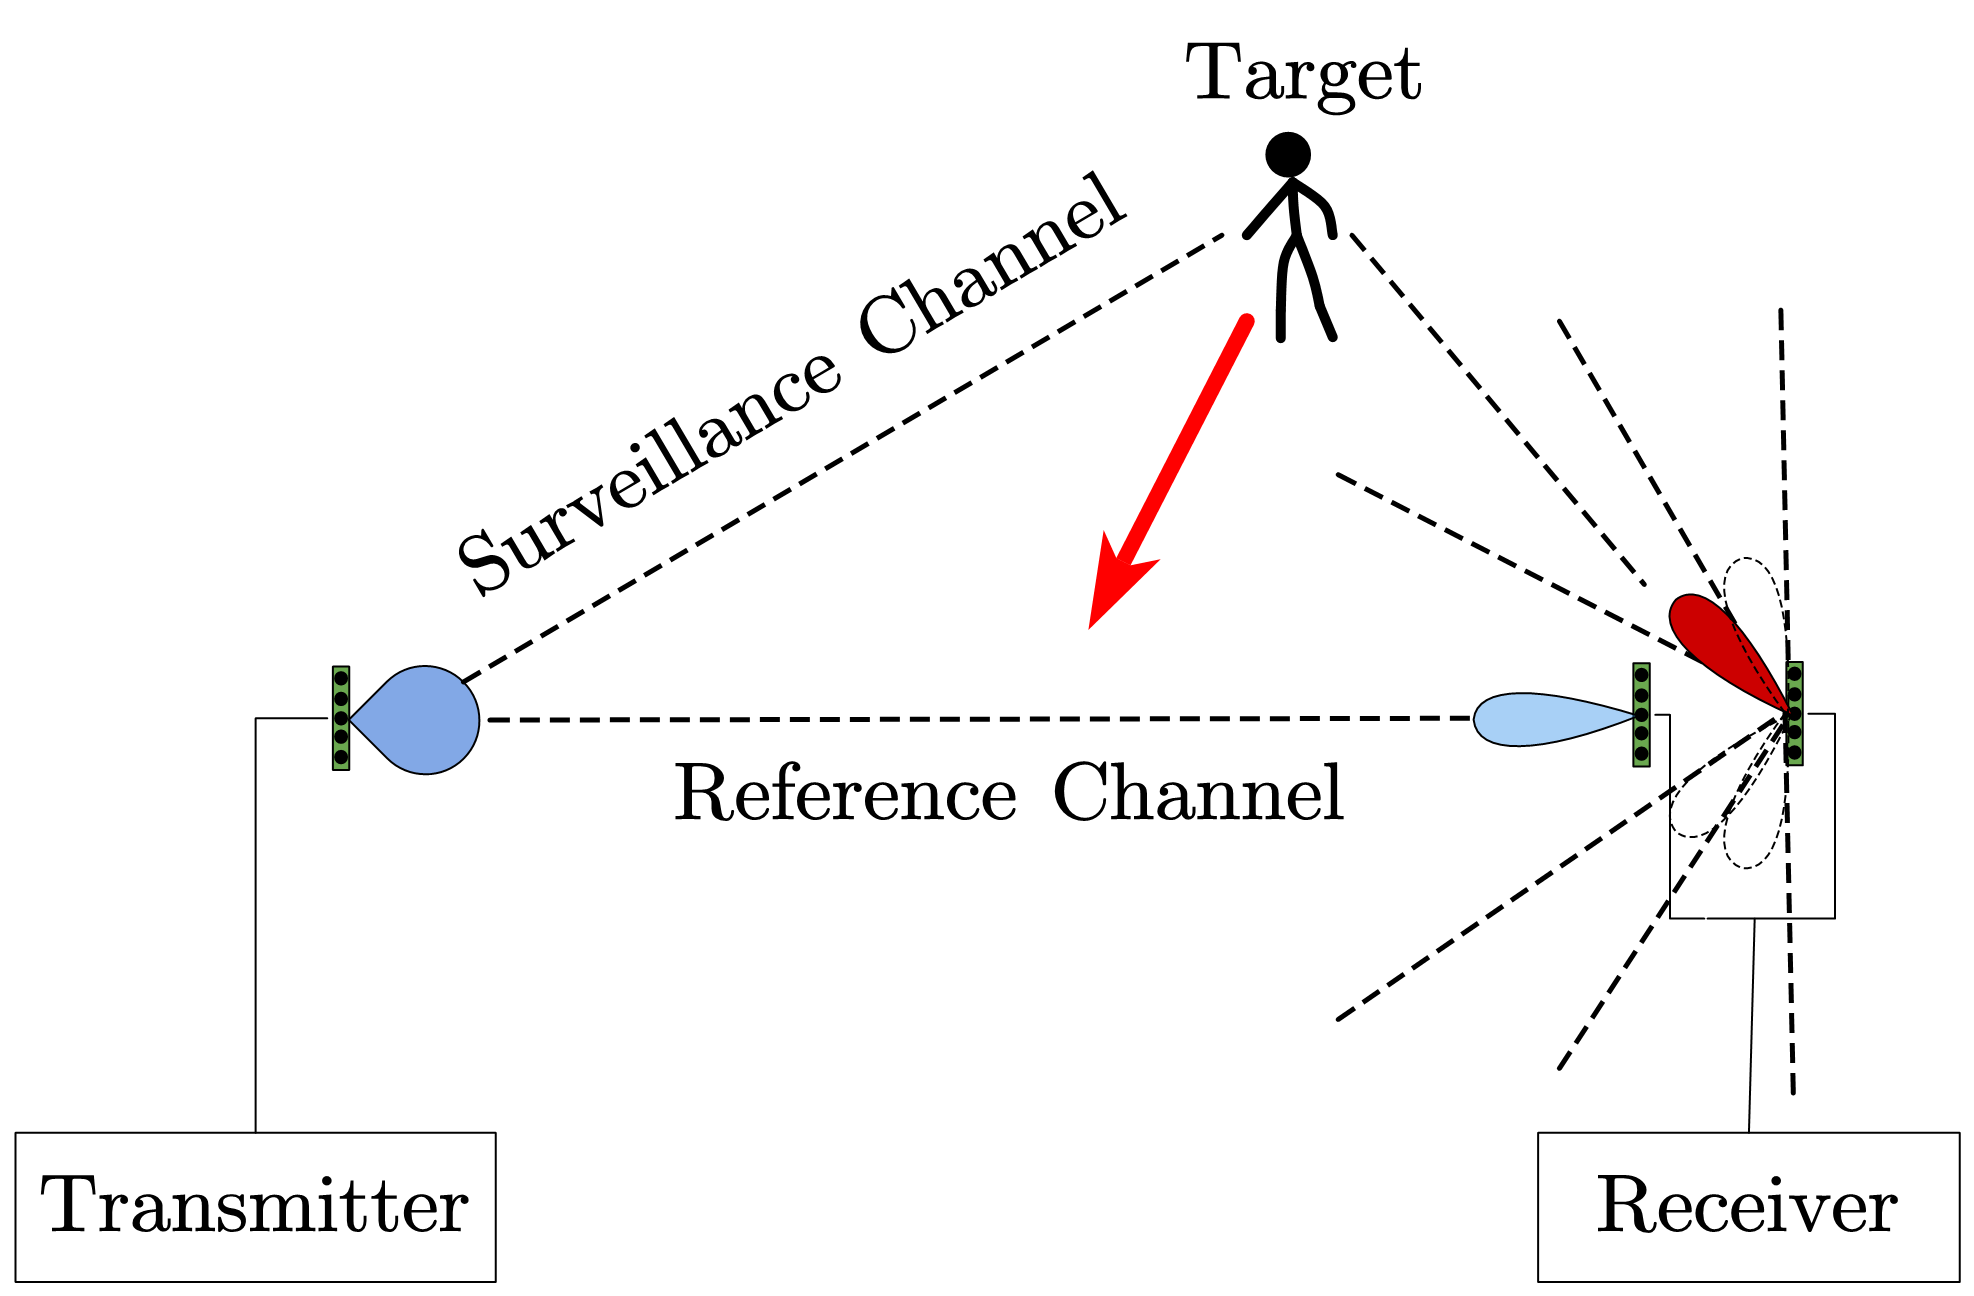 Target
Surveillance Channel
Reference Channel
Transmitter
Receiver